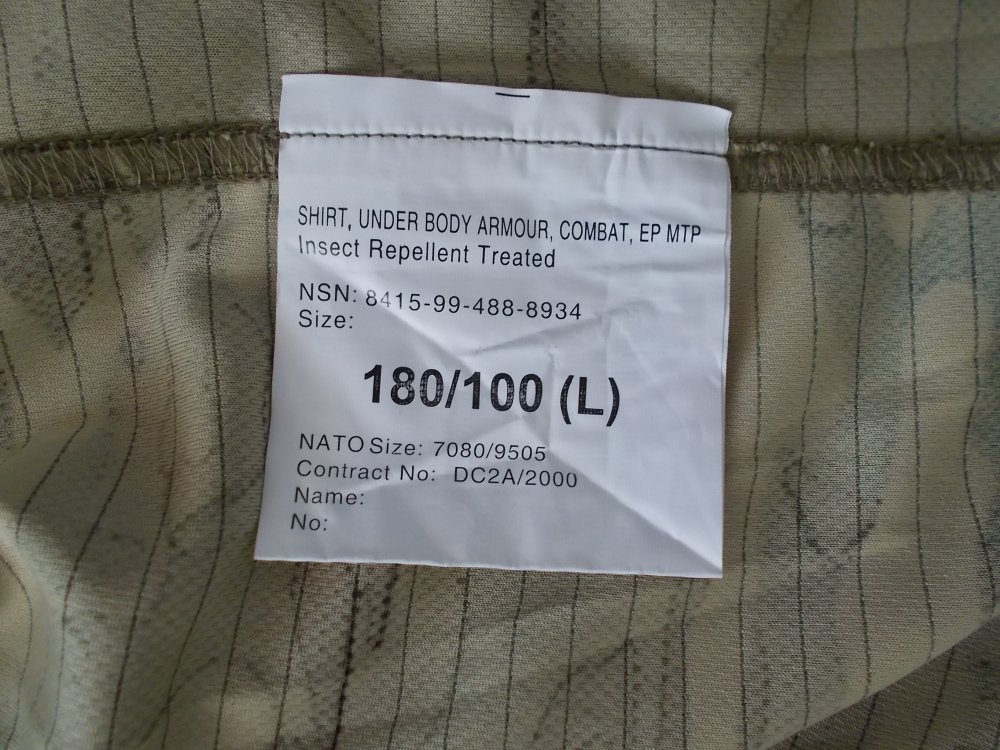 SHIRT, UNDER BODY ARMOUR, COMBAT, EP MTP
Insect Repellent Treated
NSN: 8415-99-488-8934
Size:
180/100 (L)
NATO Size: 7080/9505
Contract No: DC2A/2000
Name:
No: